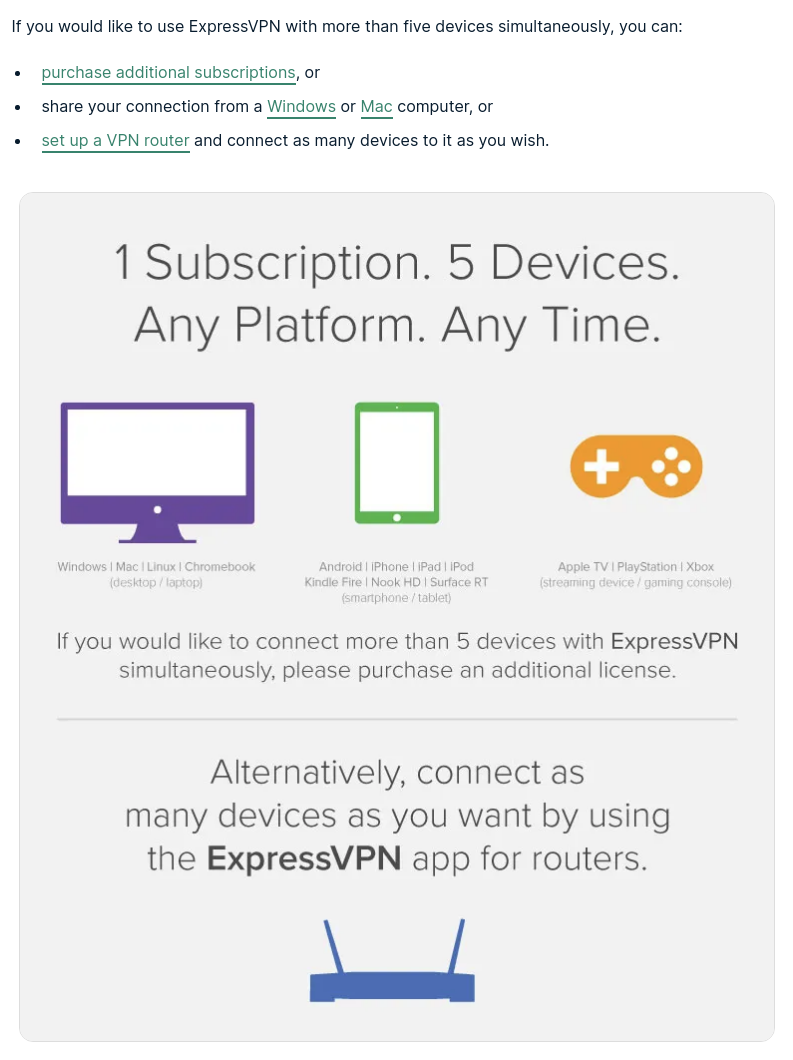 If you would like to use ExpressVPN with more than five devices simultaneously, you can:
• purchase additional subscriptions, or
• share your connection from a Windows or Mac computer, or
• set up a VPN router and connect as many devices to it as you wish.
1 Subscription. 5 Devices.
Any Platform. Any Time.
Windows | Mac | Linux | Chromebook
(desktop / laptop)
Android | iPhone | iPad | iPod
Kindle Fire | Nook HD | Surface RT
(smartphone / tablet)
Apple TV | PlayStation | Xbox
(streaming device / gaming console)
If you would like to connect more than 5 devices with ExpressVPN
simultaneously, please purchase an additional license.
Alternatively, connect as
many devices as you want by using
the ExpressVPN app for routers.